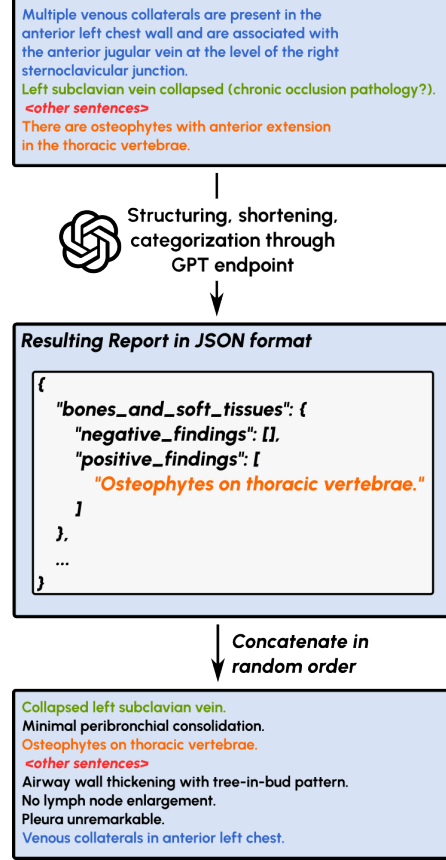 Multiple venous collaterals are present in the
anterior left chest wall and are associated with
the anterior jugular vein at the level of the right
sternoclavicular junction.
Left subclavian vein collapsed (chronic occlusion pathology?).
<other sentences>
There are osteophytes with anterior extension
in the thoracic vertebrae.
Structuring, shortening,
categorization through
GPT endpoint
Resulting Report in JSON format
{
"bones_and_soft_tissues": {
"negative_findings": [],
"positive_findings": [
"Osteophytes on thoracic vertebrae."
]
},
...
}
Concatenate in
random order
Collapsed left subclavian vein.
Minimal peribronchial consolidation.
Osteophytes on thoracic vertebrae.
<other sentences>
Airway wall thickening with tree-in-bud pattern.
No lymph node enlargement.
Pleura unremarkable.
Venous collaterals in anterior left chest.